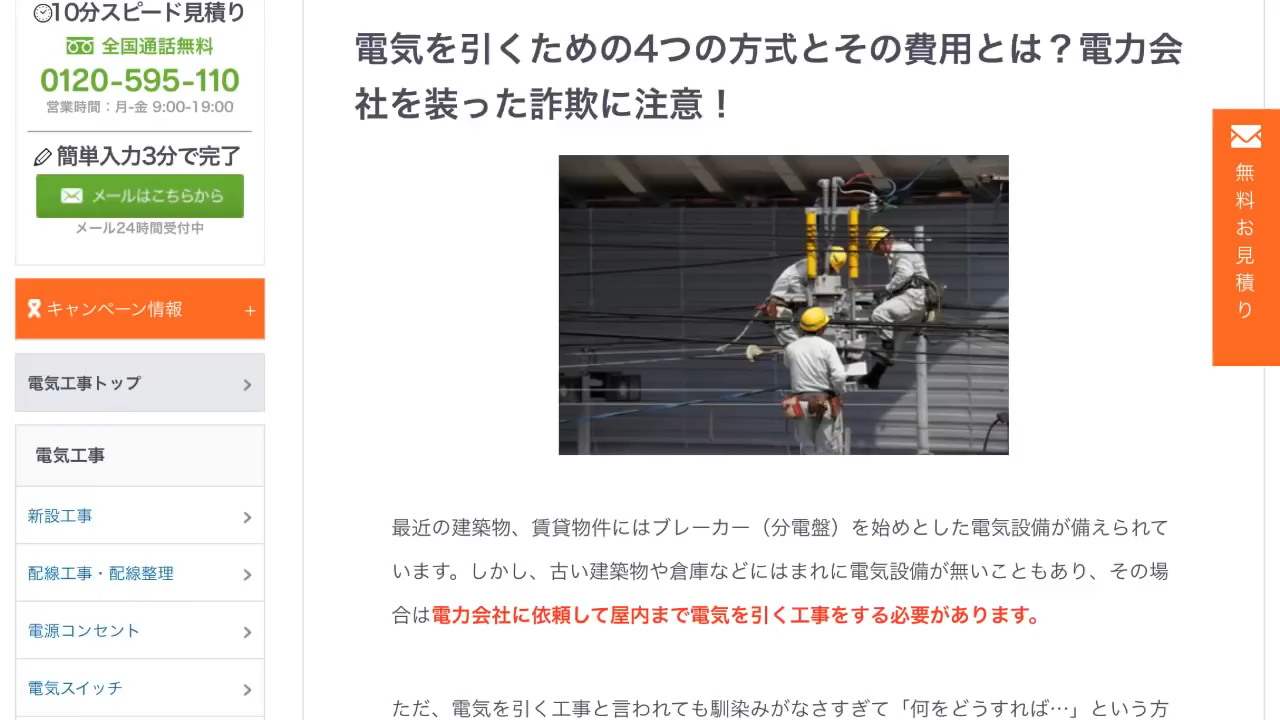 10分スピード見積り
全国通話無料
0120-595-110
営業時間：月-金 9:00-19:00
簡単入力3分で完了
メールはこちらから
メール24時間受付中
キャンペーン情報 +
電気工事トップ
電気工事
新設工事
配線工事・配線整理
電源コンセント
電気スイッチ
電気を引くための4つの方式とその費用とは？電力会
社を装った詐欺に注意！
最近の建築物、賃貸物件にはブレーカー（分電盤）を始めとした電気設備が備えられて
います。しかし、古い建築物や倉庫などにはまれに電気設備が無いこともあり、その場
合は電力会社に依頼して屋内まで電気を引く工事をする必要があります。
ただ、電気を引く工事と言われても馴染みがなさすぎて「何をどうすれば…」という方
無料お見積り